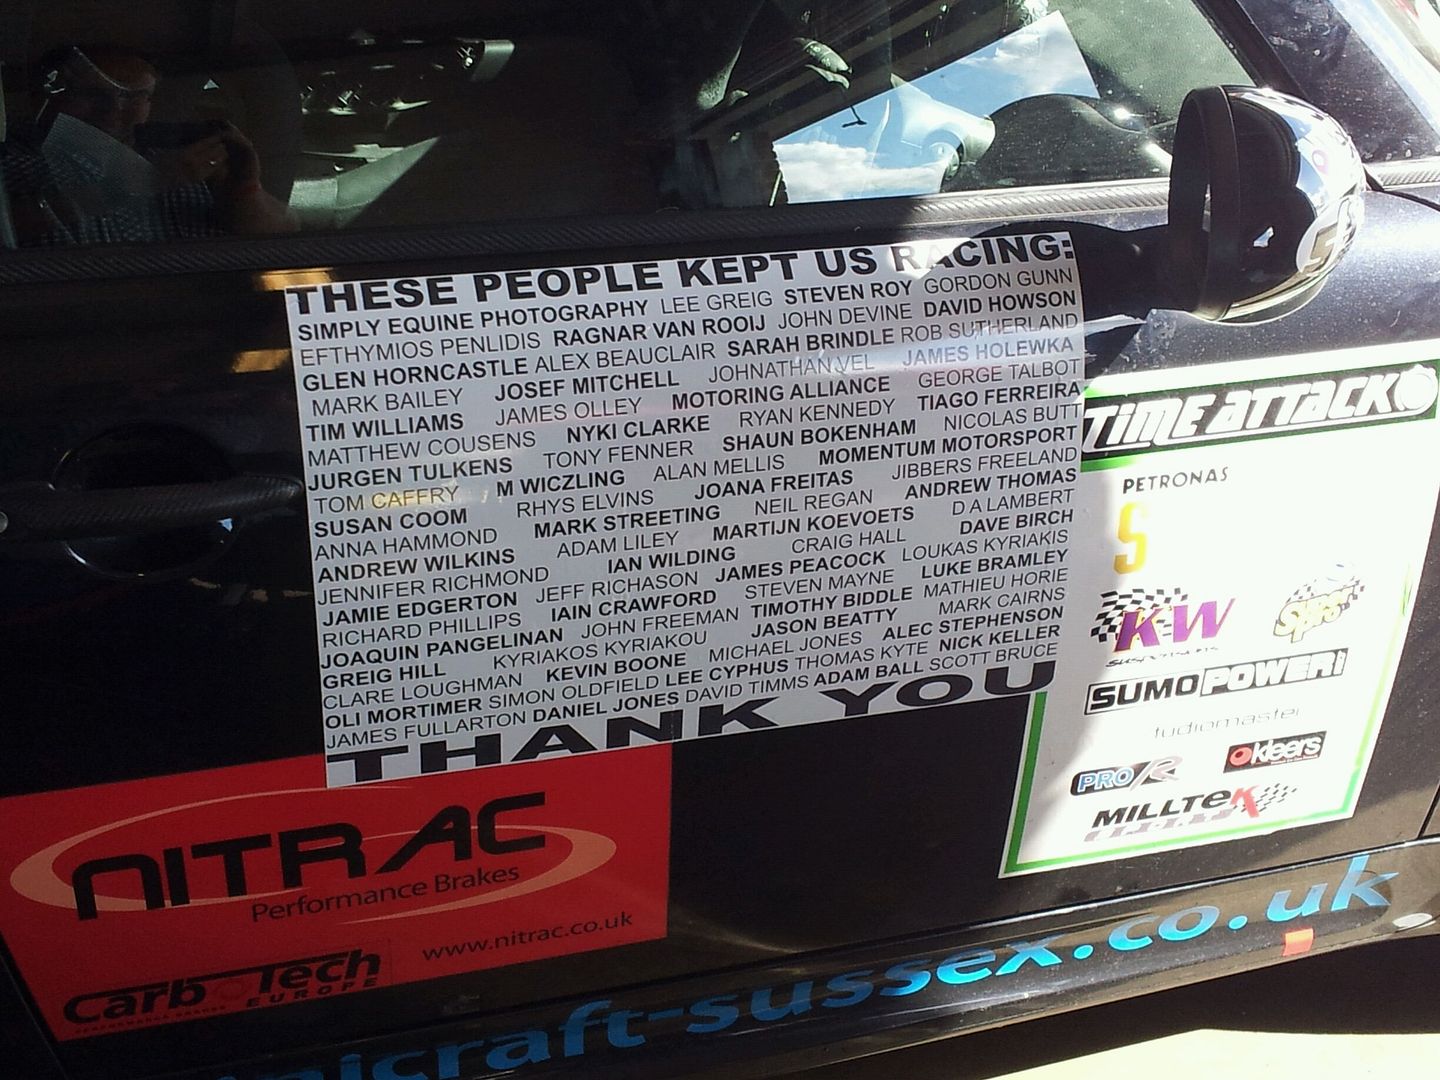 THESE PEOPLE KEPT US RACING:
SIMPLY EQUINE PHOTOGRAPHY LEE GREIG STEVEN ROY GORDON GUNN
EFTHYMIOS PENLIDIS RAGNAR VAN ROOIJ JOHN DEVINE DAVID HOWSON
GLEN HORNCASTLE ALEX BEAUCLAIR SARAH BRINDLE ROB SUTHERLAND
MARK BAILEY JOSEF MITCHELL JOHNATHAN VEL JAMES HOLEWKA
TIM WILLIAMS JAMES OLLEY MOTORING ALLIANCE GEORGE TALBOT
MATTHEW COUSENS NYKI CLARKE RYAN KENNEDY TIAGO FERREIRA
JURGEN TULKENS TONY FENNER SHAUN BOKENHAM NICOLAS BUTT
TOM CAFFRY M WICZLING ALAN MELLIS MOMENTUM MOTORSPORT
SUSAN COOM RHYS ELVINS JOANA FREITAS JIBBERS FREELAND
ANNA HAMMOND MARK STREETING NEIL REGAN ANDREW THOMAS
ANDREW WILKINS ADAM LILEY MARTIJN KOEVOETS D A LAMBERT
JENNIFER RICHMOND IAN WILDING CRAIG HALL DAVE BIRCH
JAMIE EDGERTON JEFF RICHASON JAMES PEACOCK LOUKAS KYRIAKIS
RICHARD PHILLIPS IAIN CRAWFORD STEVEN MAYNE LUKE BRAMLEY
JOAQUIN PANGELINAN JOHN FREEMAN TIMOTHY BIDDLE MATHIEU HORIE
GREIG HILL KYRIAKOS KYRIAKOU JASON BEATTY MARK CAIRNS
CLARE LOUGHMAN KEVIN BOONE MICHAEL JONES ALEC STEPHENSON
OLI MORTIMER SIMON OLDFIELD LEE CYPHUS THOMAS KYTE NICK KELLER
JAMES FULLARTON DANIEL JONES DAVID TIMMS ADAM BALL SCOTT BRUCE
THANK YOU
TIME ATTACK
PETRONAS
S
KW
SUSPENSIONS
SUMOPOWER
PRO R
kleers
MILLTEK
NITRAC
Performance Brakes
www.nitrac.co.uk
CarboTech
EUROPE
nicraft-sussex.co.uk